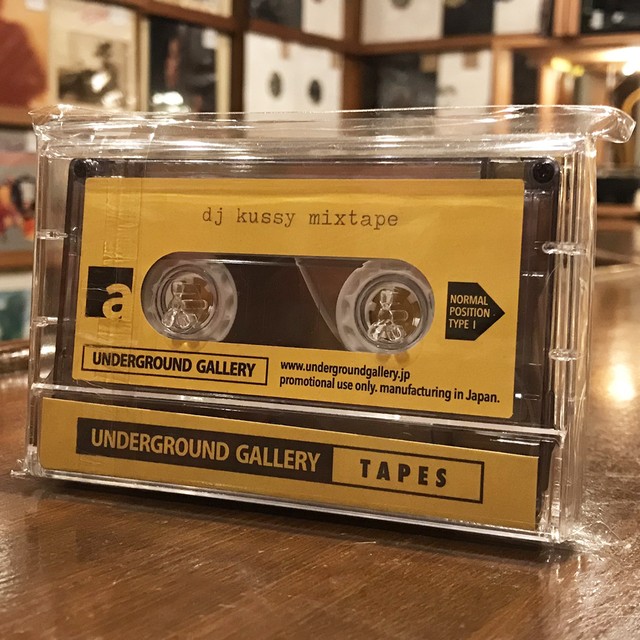 dj kussy mixtape
a
NORMAL
POSITION
TYPE I
UNDERGROUND GALLERY
www.undergroundgallery.jp
promotional use only. manufacturing in Japan.
UNDERGROUND GALLERY TAPES